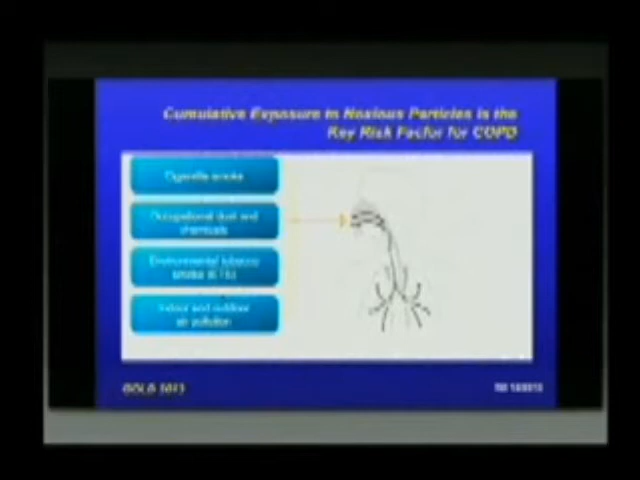 Cumulative Exposure to Noxious Particles is the
Key Risk Factor for COPD
Cigarette smoke
Occupational dust and
chemicals
Environmental tobacco
smoke (ETS)
Indoor and outdoor
air pollution
GOLD